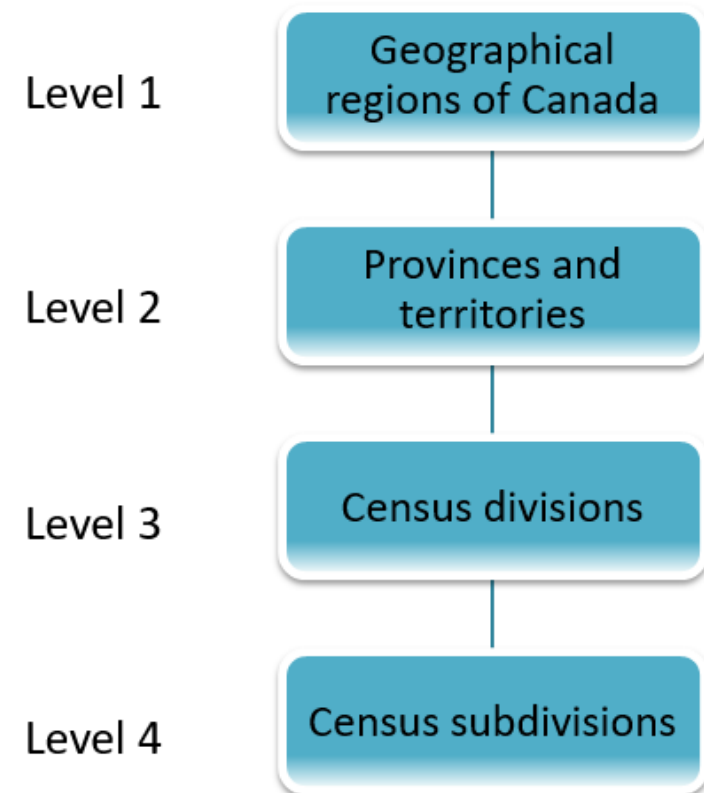 Level 1
Geographical
regions of Canada
Level 2
Provinces and
territories
Level 3
Census divisions
Level 4
Census subdivisions